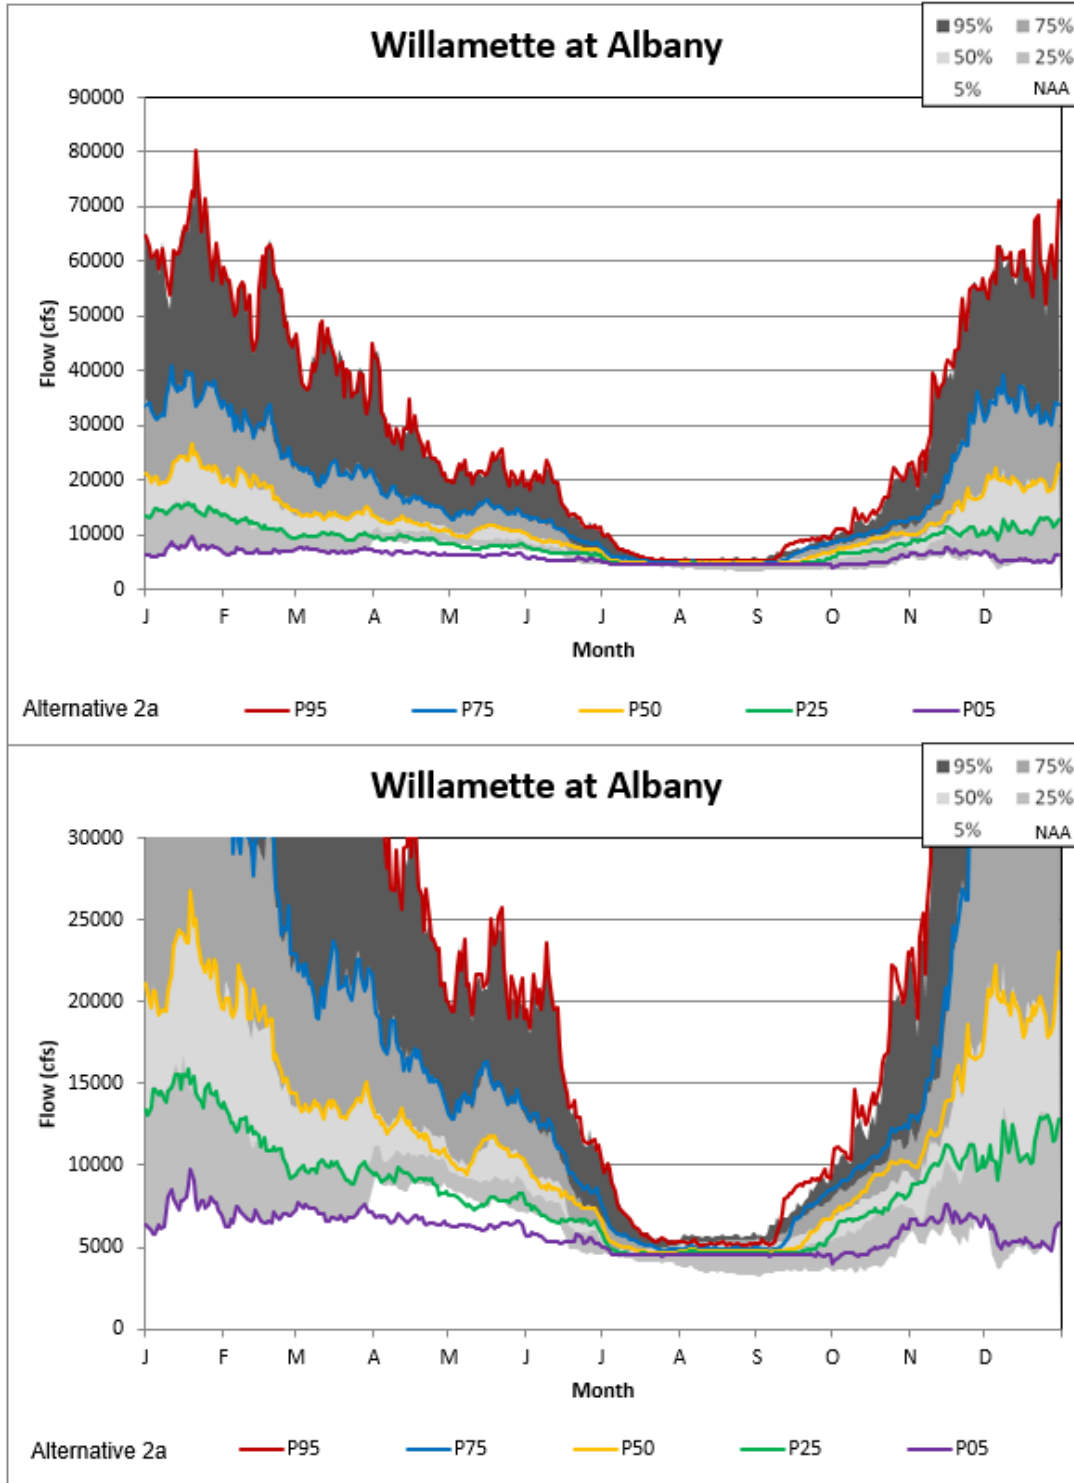 Willamette at Albany
95% 75%
50% 25%
5% NAA
90000
80000
70000
60000
50000
40000
30000
20000
10000
0
Flow (cfs)
J F M A M J J A S O N D
Month
Alternative 2a P95 P75 P50 P25 P05
Willamette at Albany
95% 75%
50% 25%
5% NAA
30000
25000
20000
15000
10000
5000
0
Flow (cfs)
J F M A M J J A S O N D
Month
Alternative 2a P95 P75 P50 P25 P05